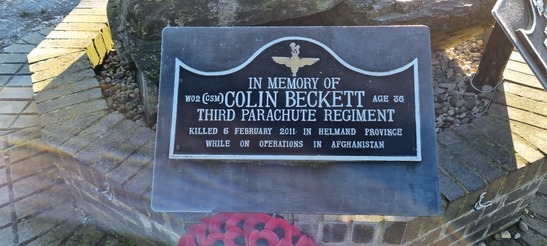 IN MEMORY OF
WO2 (CSM) COLIN BECKETT AGE 36
THIRD PARACHUTE REGIMENT
KILLED 5 FEBRUARY 2011 IN HELMAND PROVINCE
WHILE ON OPERATIONS IN AFGHANISTAN